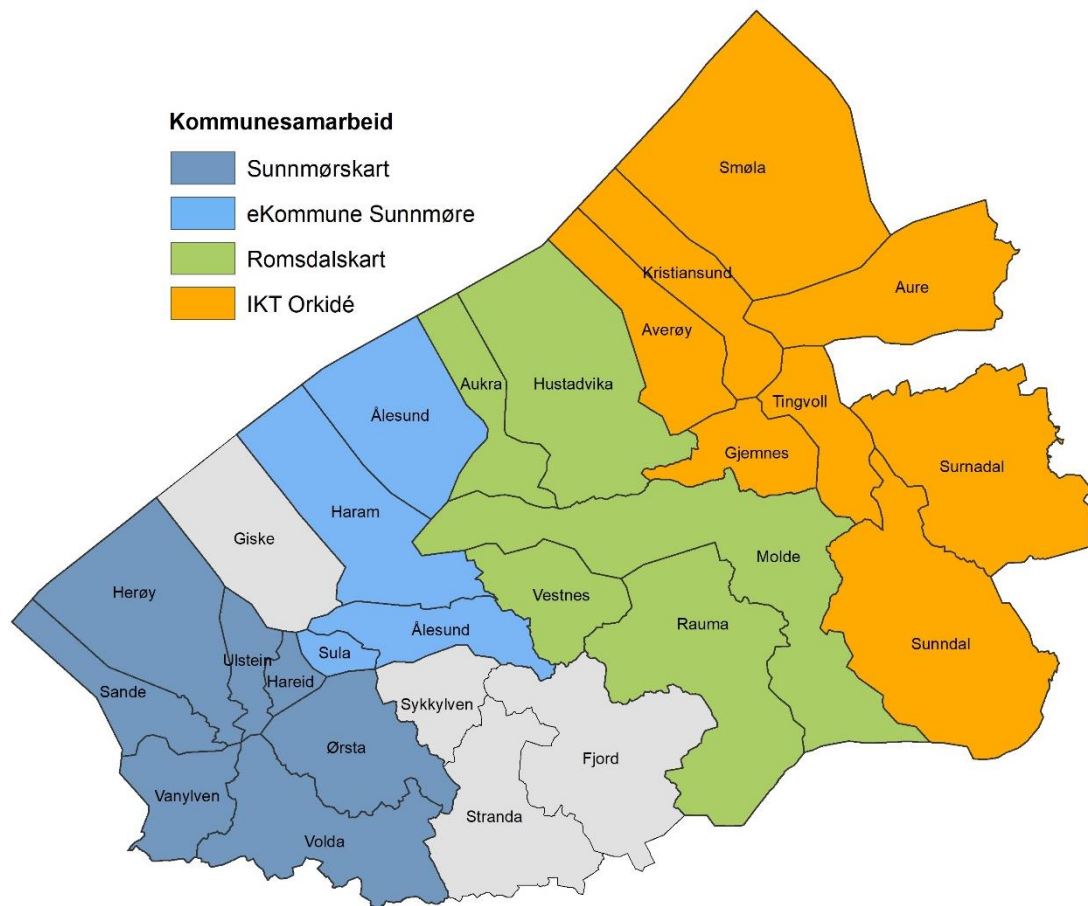 Kommunesamarbeid
Sunnmørskart
eKommune Sunnmøre
Romsdalskart
IKT Orkidé
Smøla
Kristiansund
Aure
Averøy
Aukra
Hustadvika
Tingvoll
Ålesund
Gjemnes
Surnadal
Haram
Giske
Molde
Herøy
Vestnes
Rauma
Ålesund
Sunndal
Sula
Ulstein
Hareid
Sande
Sykkylven
Ørsta
Fjord
Vanylven
Stranda
Volda